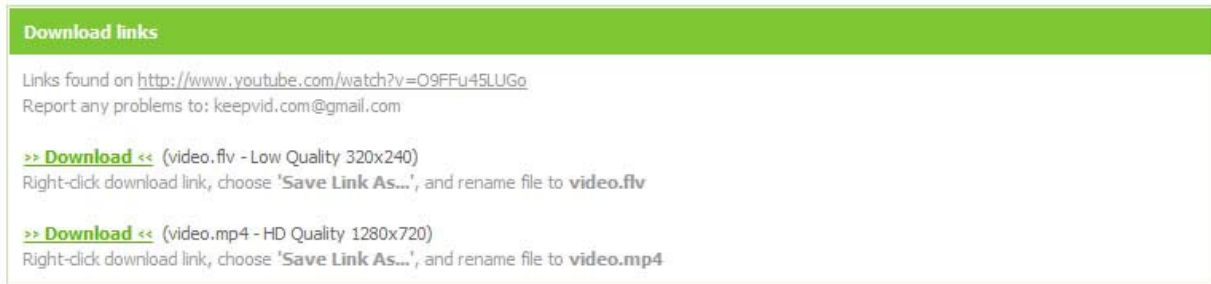 Download links
Links found on http://www.youtube.com/watch?v=O9FFu45LUGo
Report any problems to: keepvid.com@gmail.com
>> Download << (video.flv - Low Quality 320x240)
Right-click download link, choose 'Save Link As...', and rename file to video.flv
>> Download << (video.mp4 - HD Quality 1280x720)
Right-click download link, choose 'Save Link As...', and rename file to video.mp4